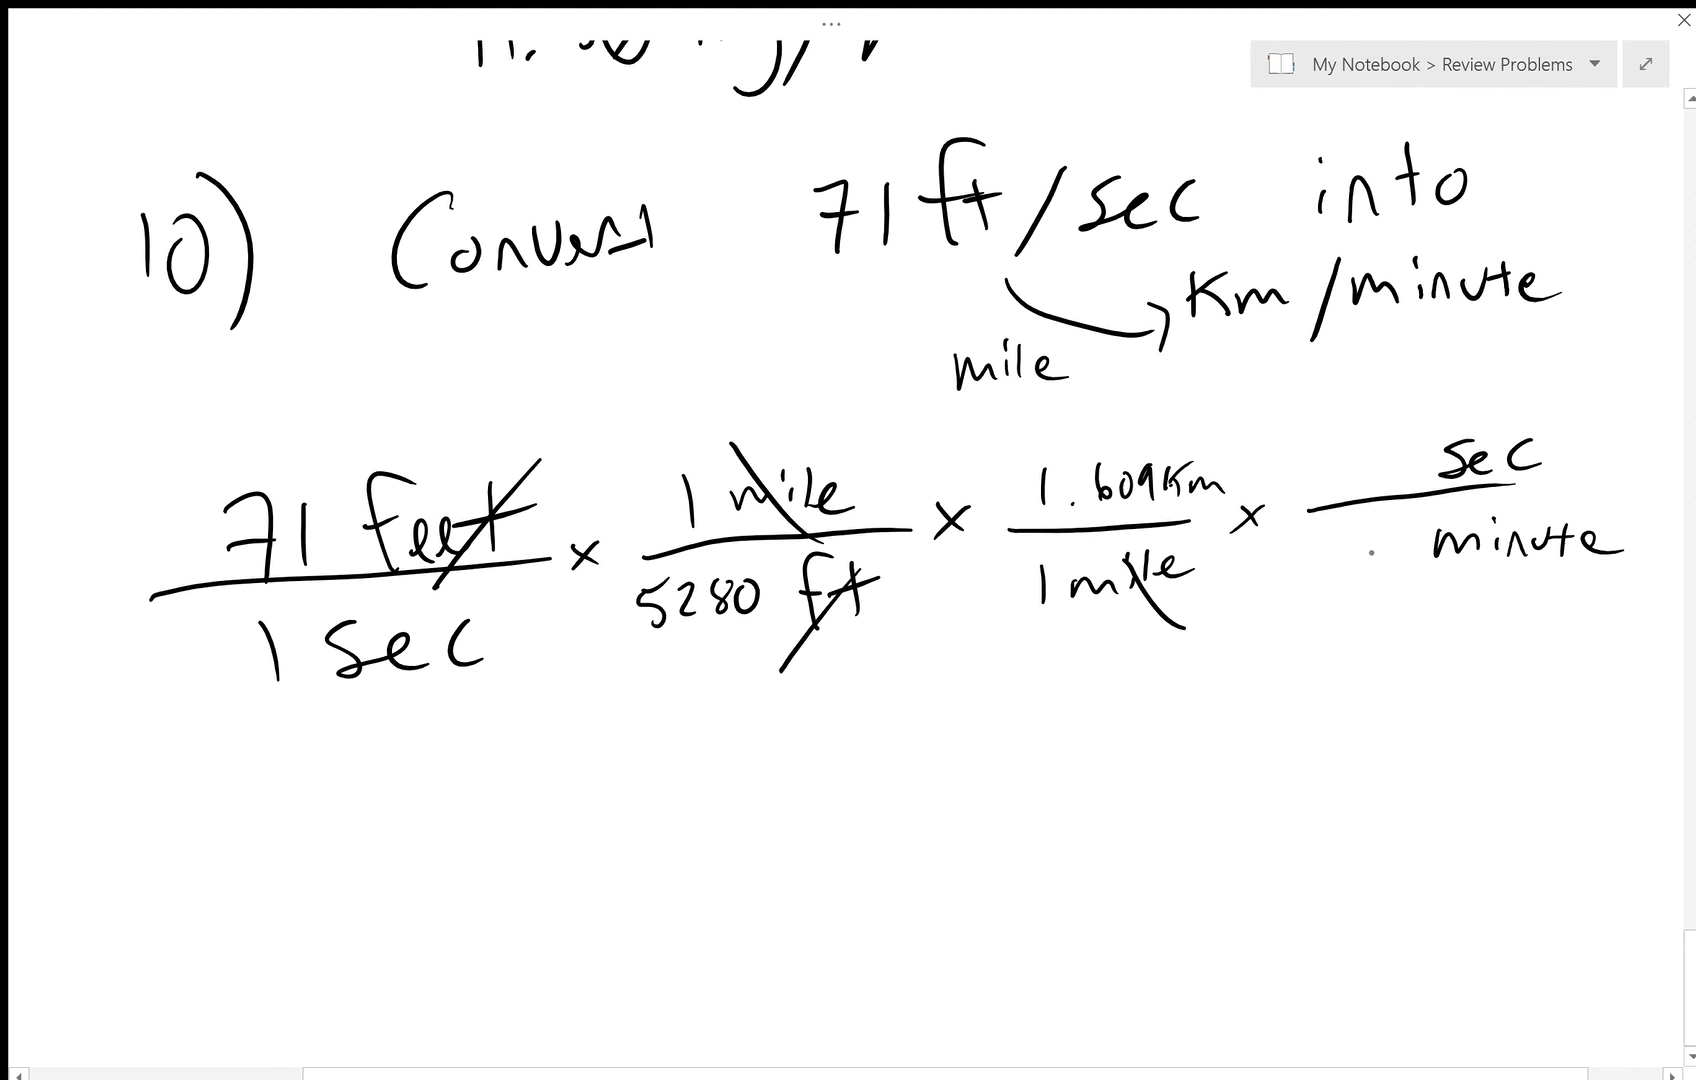 My Notebook > Review Problems
10) Convert 71 ft/sec into
Km/minute
mile
71 feet × 1 mile × 1.609 Km × sec
1 sec 5280 ft 1 mile minute